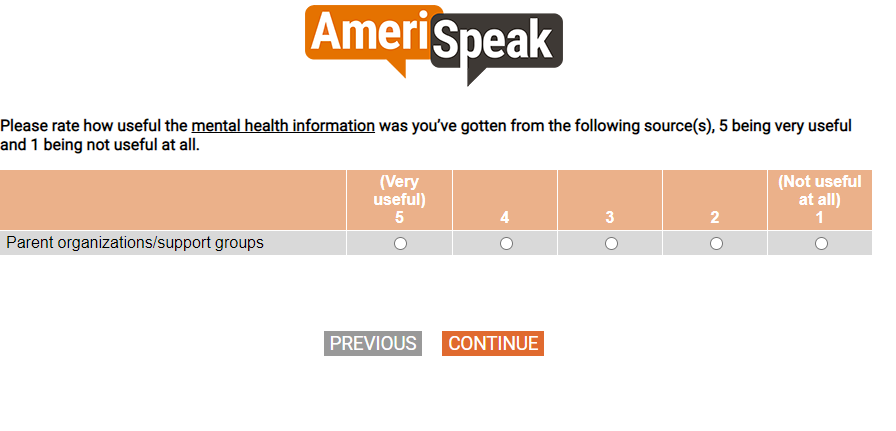 AmeriSpeak
Please rate how useful the mental health information was you’ve gotten from the following source(s), 5 being very useful
and 1 being not useful at all.
(Very
useful)
5
4
3
2
(Not useful
at all)
1
Parent organizations/support groups
PREVIOUS
CONTINUE